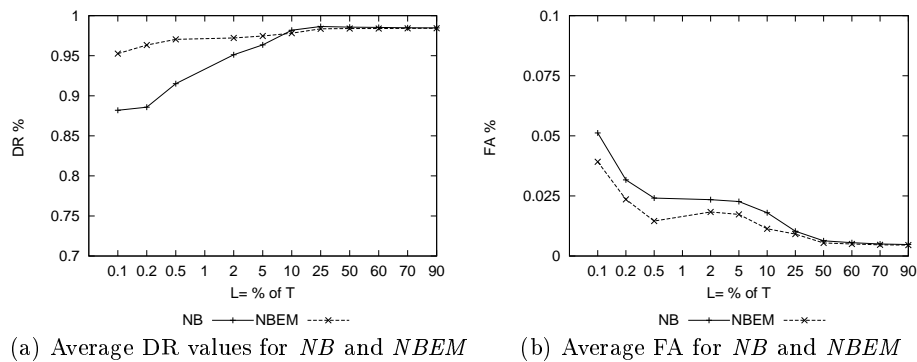 1
0.95
0.9
0.85
0.8
0.75
0.7
DR %
0.1 0.2 0.5 1 2 5 10 25 50 60 70 90
L= % of T
NB NBEM
(a) Average DR values for NB and NBEM
0.1
0.075
0.05
0.025
0
FA %
0.1 0.2 0.5 1 2 5 10 25 50 60 70 90
L= % of T
NB NBEM
(b) Average FA for NB and NBEM